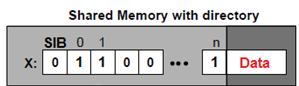 Shared Memory with directory
SIB 0 1 n
X: 0 1 1 0 0 ••• 1 Data